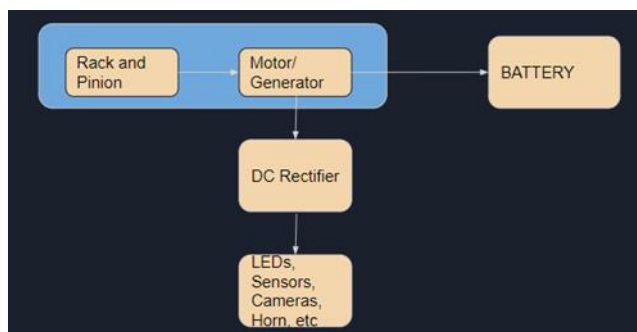 Rack and
Pinion
Motor/
Generator
BATTERY
DC Rectifier
LEDs,
Sensors,
Cameras,
Horn, etc